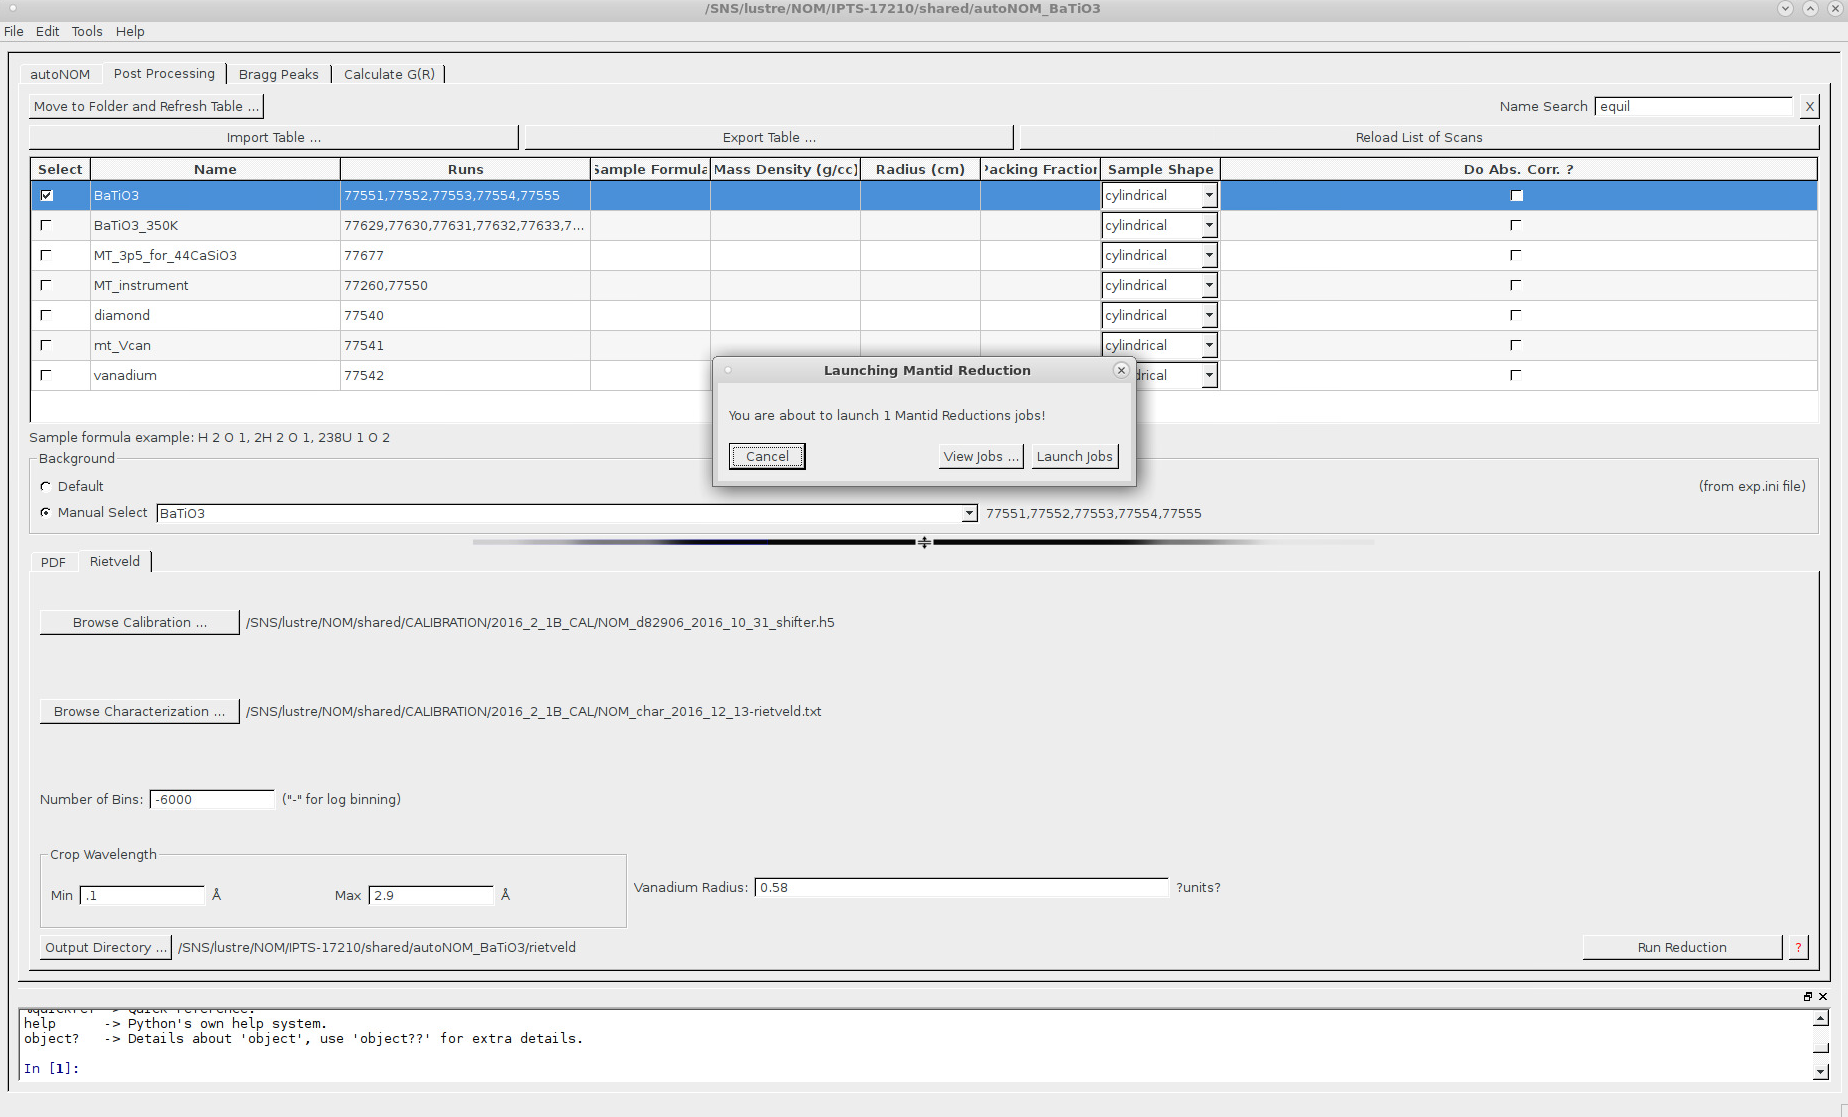 /SNS/lustre/NOM/IPTS-17210/shared/autoNOM_BaTiO3
File Edit Tools Help
autoNOM Post Processing Bragg Peaks Calculate G(R)
Move to Folder and Refresh Table ... Name Search equil X
Import Table ... Export Table ... Reload List of Scans
Select Name Runs Sample Formula Mass Density (g/cc) Radius (cm) Packing Fraction Sample Shape Do Abs. Corr. ?
BaTiO3 77551,77552,77553,77554,77555 cylindrical
BaTiO3_350K 77629,77630,77631,77632,77633,7... cylindrical
MT_3p5_for_44CaSiO3 77677 cylindrical
MT_instrument 77260,77550 cylindrical
diamond 77540 cylindrical
mt_Vcan 77541 cylindrical
vanadium 77542 drical
Launching Mantid Reduction
You are about to launch 1 Mantid Reductions jobs!
Cancel View Jobs ... Launch Jobs
Sample formula example: H 2 O 1, 2H 2 O 1, 238U 1 O 2
Background
Default (from exp.ini file)
Manual Select BaTiO3 77551,77552,77553,77554,77555
PDF Rietveld
Browse Calibration ... /SNS/lustre/NOM/shared/CALIBRATION/2016_2_1B_CAL/NOM_d82906_2016_10_31_shifter.h5
Browse Characterization ... /SNS/lustre/NOM/shared/CALIBRATION/2016_2_1B_CAL/NOM_char_2016_12_13-rietveld.txt
Number of Bins: -6000 ("-" for log binning)
Crop Wavelength
Min .1 Å Max 2.9 Å Vanadium Radius: 0.58 ?units?
Output Directory ... /SNS/lustre/NOM/IPTS-17210/shared/autoNOM_BaTiO3/rietveld Run Reduction ?
%quickref -> Quick reference.
help -> Python's own help system.
object? -> Details about 'object', use 'object??' for extra details.
In [1]: